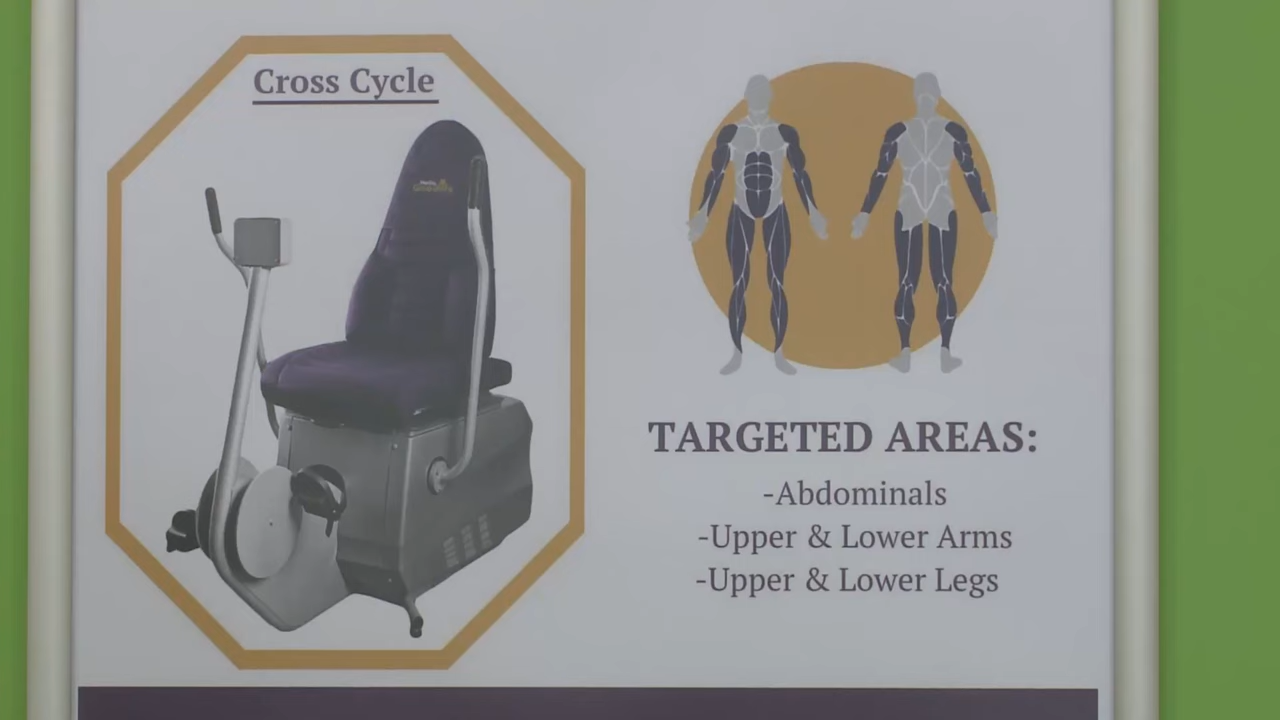 Cross Cycle
TARGETED AREAS:
-Abdominals
-Upper & Lower Arms
-Upper & Lower Legs